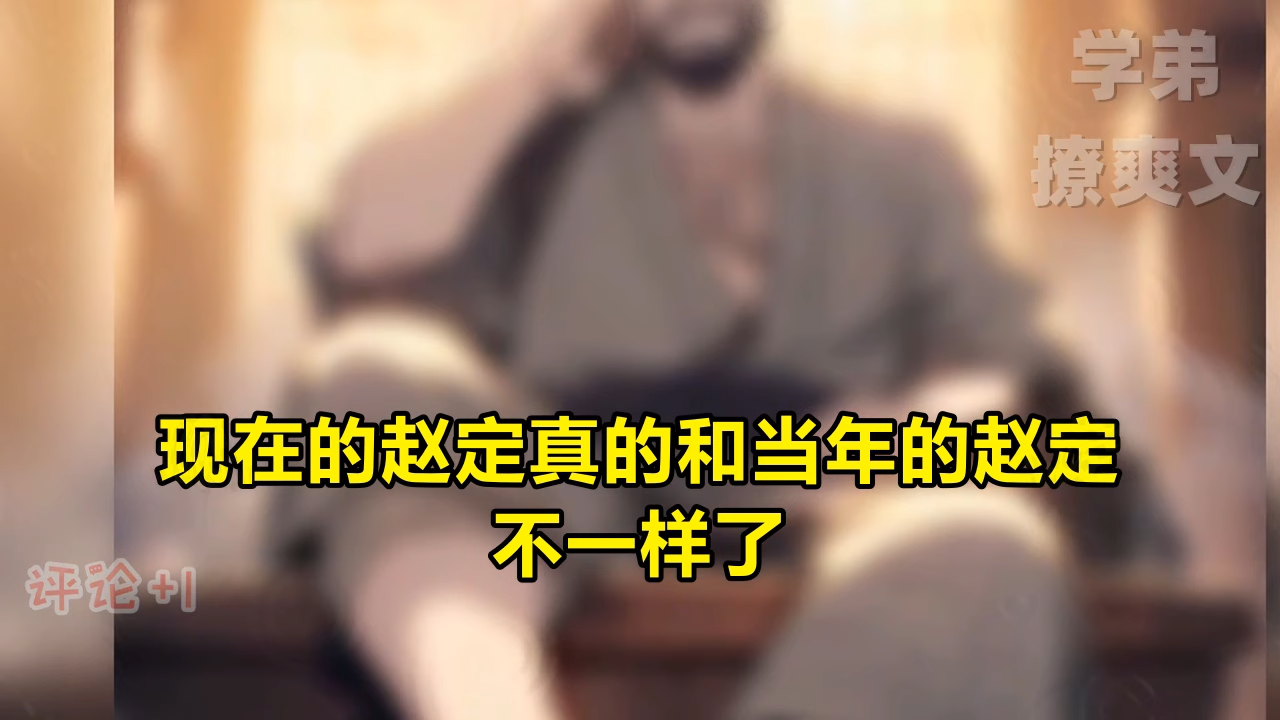 学弟
撩爽文
现在的赵定真的和当年的赵定
不一样了
评论+1